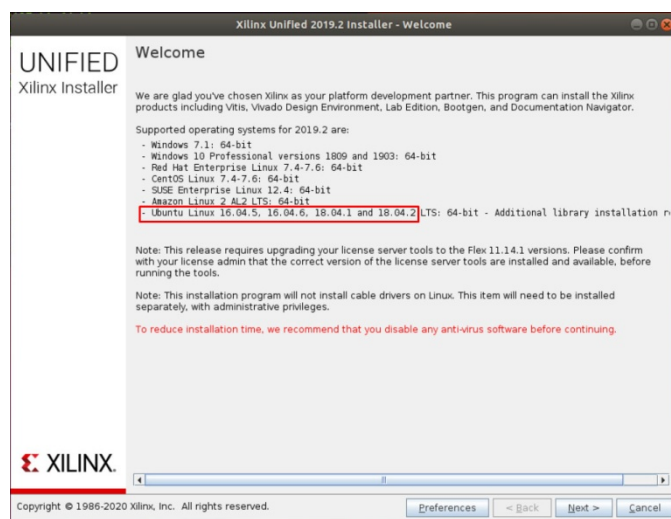 Xilinx Unified 2019.2 Installer - Welcome
UNIFIED
Xilinx Installer
Welcome
We are glad you've chosen Xilinx as your platform development partner. This program can install the Xilinx
products including Vitis, Vivado Design Environment, Lab Edition, Bootgen, and Documentation Navigator.
Supported operating systems for 2019.2 are:
- Windows 7.1: 64-bit
- Windows 10 Professional versions 1809 and 1903: 64-bit
- Red Hat Enterprise Linux 7.4-7.6: 64-bit
- CentOS Linux 7.4-7.6: 64-bit
- SUSE Enterprise Linux 12.4: 64-bit
- Amazon Linux 2 AL2 LTS: 64-bit
- Ubuntu Linux 16.04.5, 16.04.6, 18.04.1 and 18.04.2 LTS: 64-bit - Additional library installation
Note: This release requires upgrading your license server tools to the Flex 11.14.1 versions. Please confirm
with your license admin that the correct version of the license server tools are installed and available, before
running the tools.
Note: This installation program will not install cable drivers on Linux. This item will need to be installed
separately, with administrative privileges.
To reduce installation time, we recommend that you disable any anti-virus software before continuing.
XILINX.
Copyright © 1986-2020 Xilinx, Inc. All rights reserved.
Preferences
< Back
Next >
Cancel